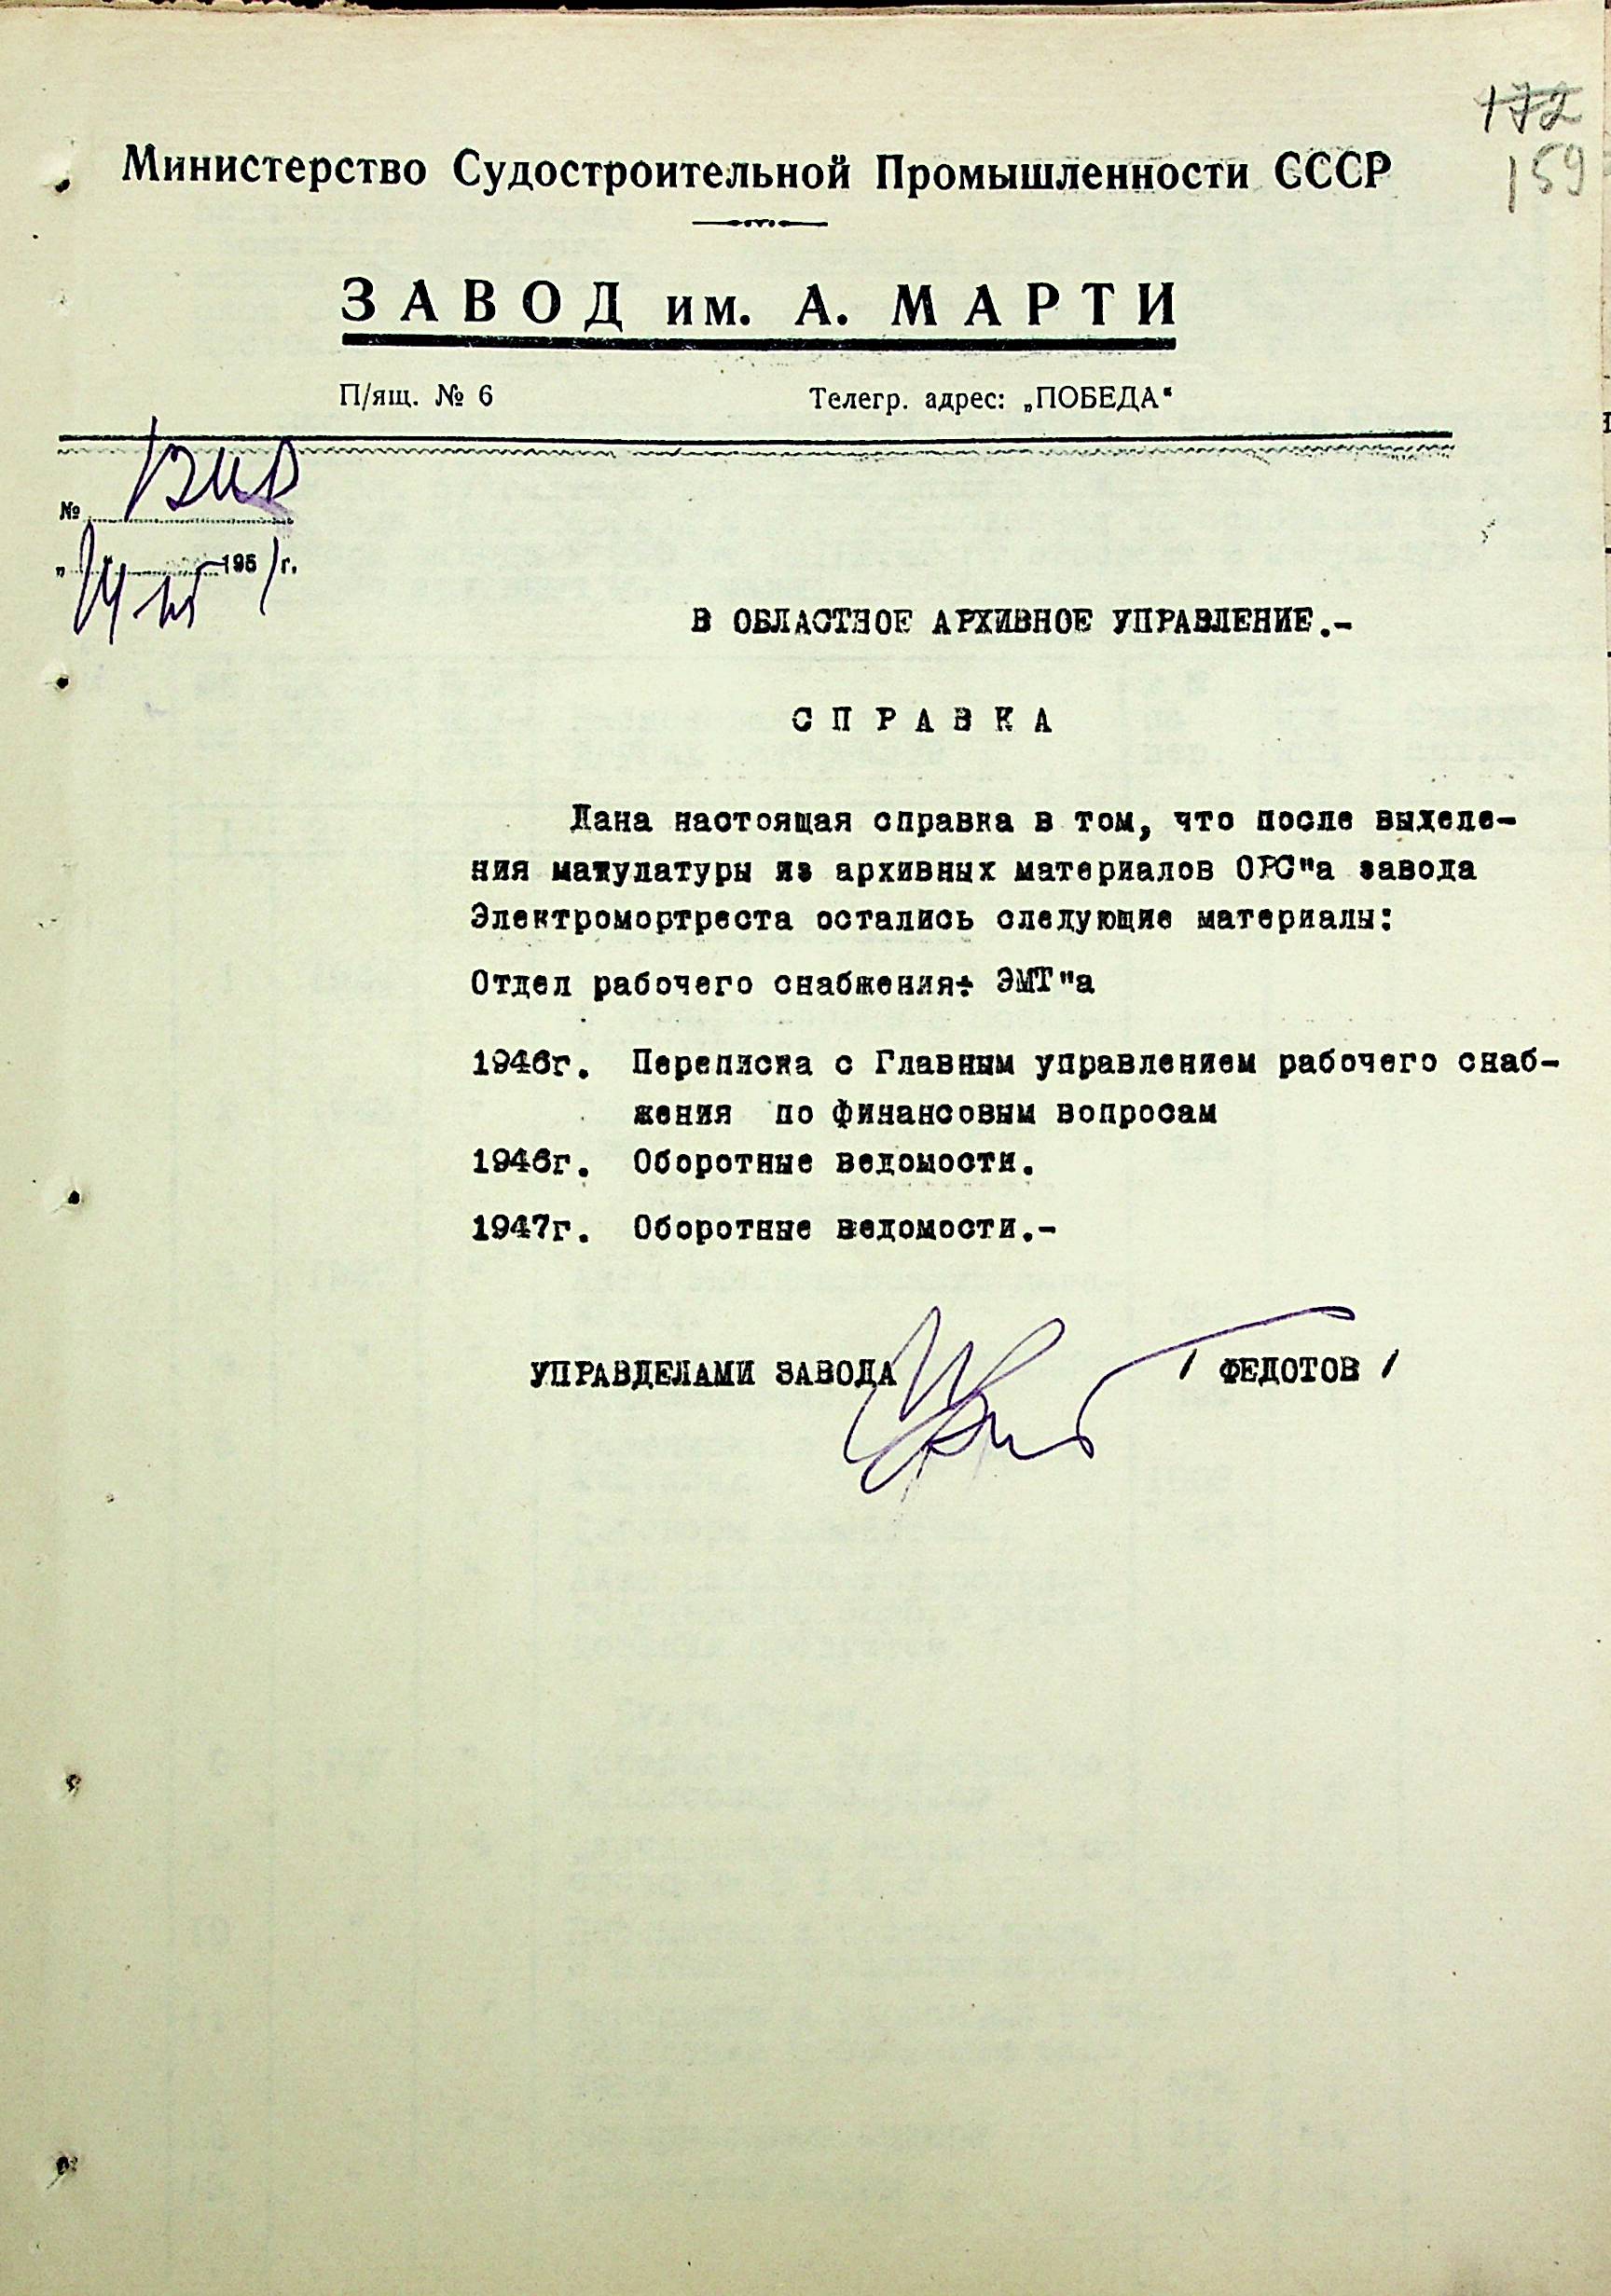 172
159
Министерство Судостроительной Промышленности СССР
ЗАВОД им. А. МАРТИ
П/ящ. № 6 Телегр. адрес: „ПОБЕДА“
№
„ 1951 г.
В ОБЛАСТНОЕ АРХИВНОЕ УПРАВЛЕНИЕ.-
СПРАВКА
Дана настоящая справка в том, что после выделе-
ния макулатуры из архивных материалов ОРС"а завода
Электромортреста остались следующие материалы:
Отдел рабочего снабжения: ЭМТ"а
1946г. Переписка с Главным управлением рабочего снаб-
жения по финансовым вопросам
1946г. Оборотные ведомости.
1947г. Оборотные ведомости.-
УПРАВДЕЛАМИ ЗАВОДА / ФЕДОТОВ /